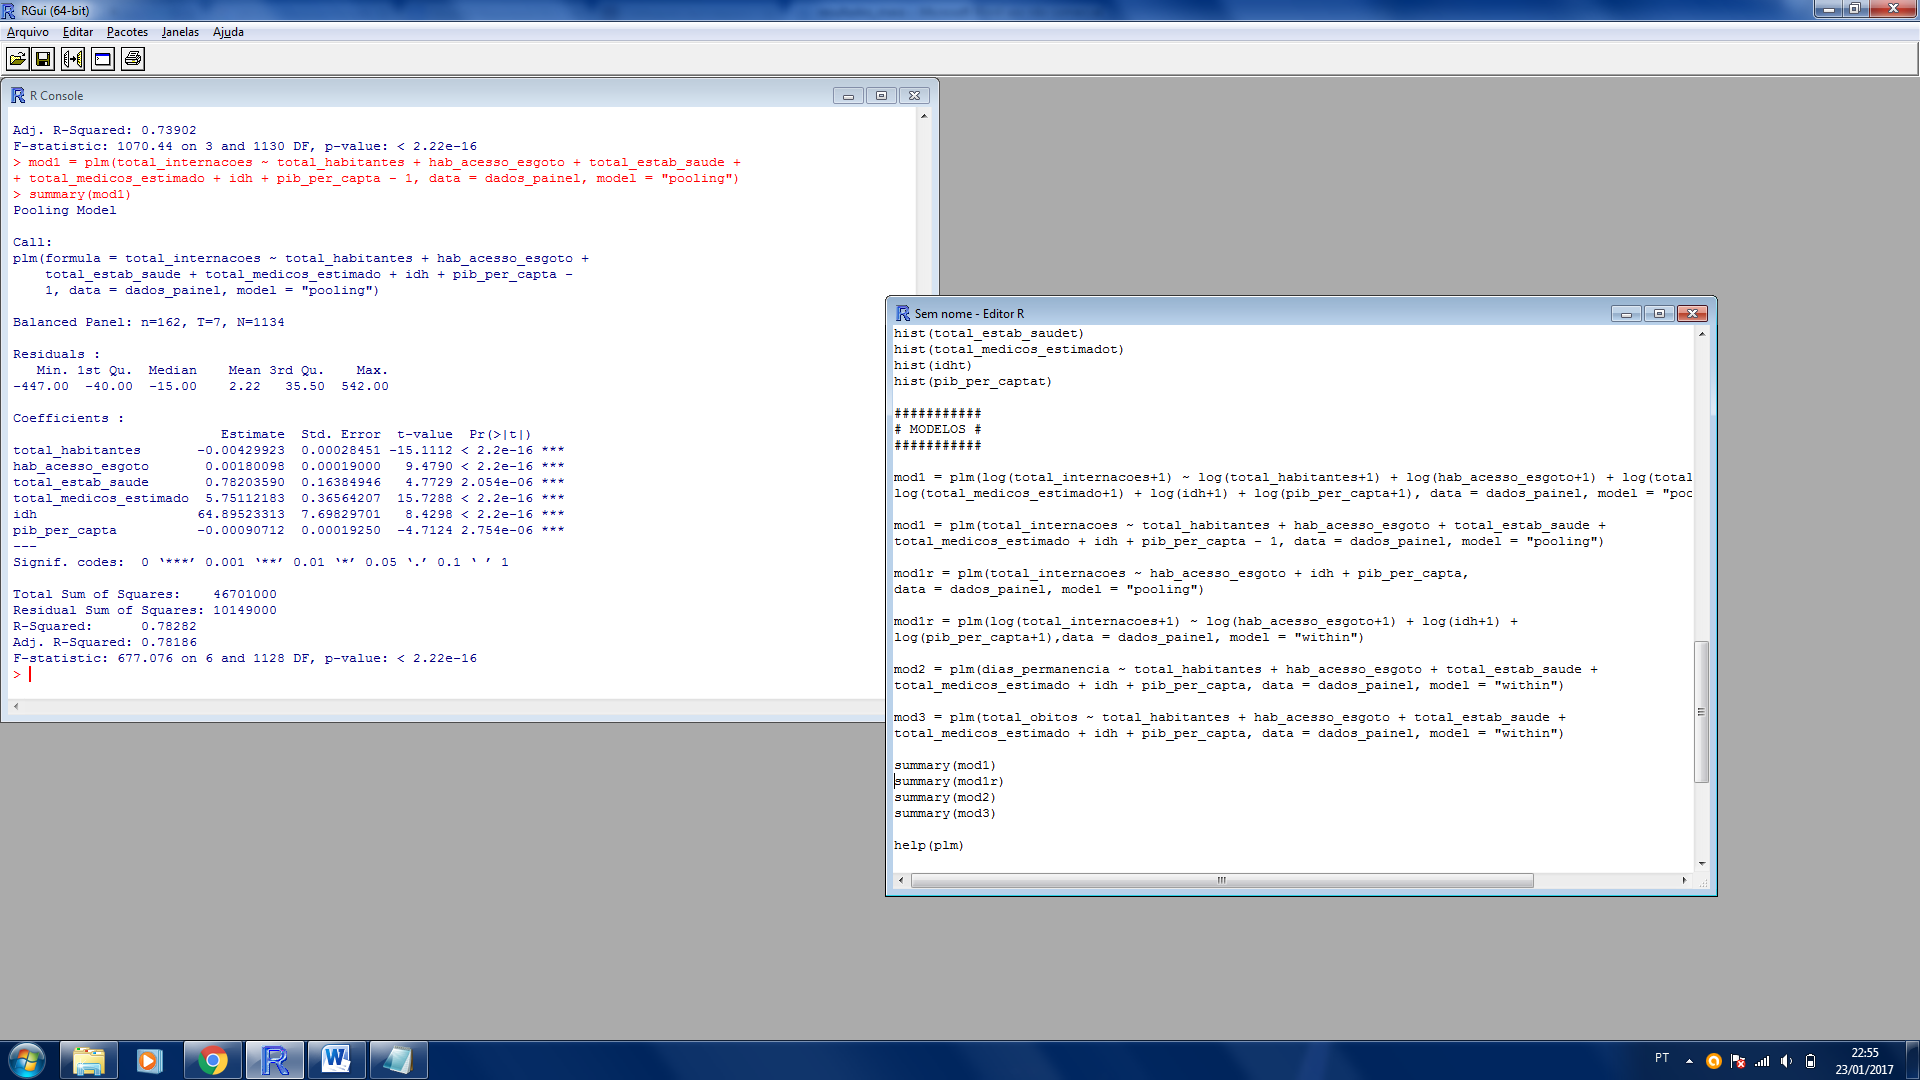 RGui (64-bit)
Arquivo Editar Pacotes Janelas Ajuda
R Console
Adj. R-Squared: 0.73902
F-statistic: 1070.44 on 3 and 1130 DF, p-value: < 2.22e-16
> mod1 = plm(total_internacoes ~ total_habitantes + hab_acesso_esgoto + total_estab_saude +
+ total_medicos_estimado + idh + pib_per_capta - 1, data = dados_painel, model = "pooling")
> summary(mod1)
Pooling Model
Call:
plm(formula = total_internacoes ~ total_habitantes + hab_acesso_esgoto +
total_estab_saude + total_medicos_estimado + idh + pib_per_capta -
1, data = dados_painel, model = "pooling")
Balanced Panel: n=162, T=7, N=1134
Residuals :
Min. 1st Qu. Median Mean 3rd Qu. Max.
-447.00 -40.00 -15.00 2.22 35.50 542.00
Coefficients :
Estimate Std. Error t-value Pr(>|t|)
total_habitantes -0.00429923 0.00028451 -15.1112 < 2.2e-16 ***
hab_acesso_esgoto 0.00180098 0.00019000 9.4790 < 2.2e-16 ***
total_estab_saude 0.78203590 0.16384946 4.7729 2.054e-06 ***
total_medicos_estimado 5.75112183 0.36564207 15.7288 < 2.2e-16 ***
idh 64.89523313 7.69829701 8.4298 < 2.2e-16 ***
pib_per_capta -0.00090712 0.00019250 -4.7124 2.754e-06 ***
---
Signif. codes: 0 ‘***’ 0.001 ‘**’ 0.01 ‘*’ 0.05 ‘.’ 0.1 ‘ ’ 1
Total Sum of Squares: 46701000
Residual Sum of Squares: 10149000
R-Squared: 0.78282
Adj. R-Squared: 0.78186
F-statistic: 677.076 on 6 and 1128 DF, p-value: < 2.22e-16
>
Sem nome - Editor R
hist(total_estab_saudet)
hist(total_medicos_estimadot)
hist(idht)
hist(pib_per_captat)
###########
# MODELOS #
###########
mod1 = plm(log(total_internacoes+1) ~ log(total_habitantes+1) + log(hab_acesso_esgoto+1) + log(total
log(total_medicos_estimado+1) + log(idh+1) + log(pib_per_capta+1), data = dados_painel, model = "poo
mod1 = plm(total_internacoes ~ total_habitantes + hab_acesso_esgoto + total_estab_saude +
total_medicos_estimado + idh + pib_per_capta - 1, data = dados_painel, model = "pooling")
mod1r = plm(total_internacoes ~ hab_acesso_esgoto + idh + pib_per_capta,
data = dados_painel, model = "pooling")
mod1r = plm(log(total_internacoes+1) ~ log(hab_acesso_esgoto+1) + log(idh+1) +
log(pib_per_capta+1),data = dados_painel, model = "within")
mod2 = plm(dias_permanencia ~ total_habitantes + hab_acesso_esgoto + total_estab_saude +
total_medicos_estimado + idh + pib_per_capta, data = dados_painel, model = "within")
mod3 = plm(total_obitos ~ total_habitantes + hab_acesso_esgoto + total_estab_saude +
total_medicos_estimado + idh + pib_per_capta, data = dados_painel, model = "within")
summary(mod1)
summary(mod1r)
summary(mod2)
summary(mod3)
help(plm)
PT
22:55
23/01/2017